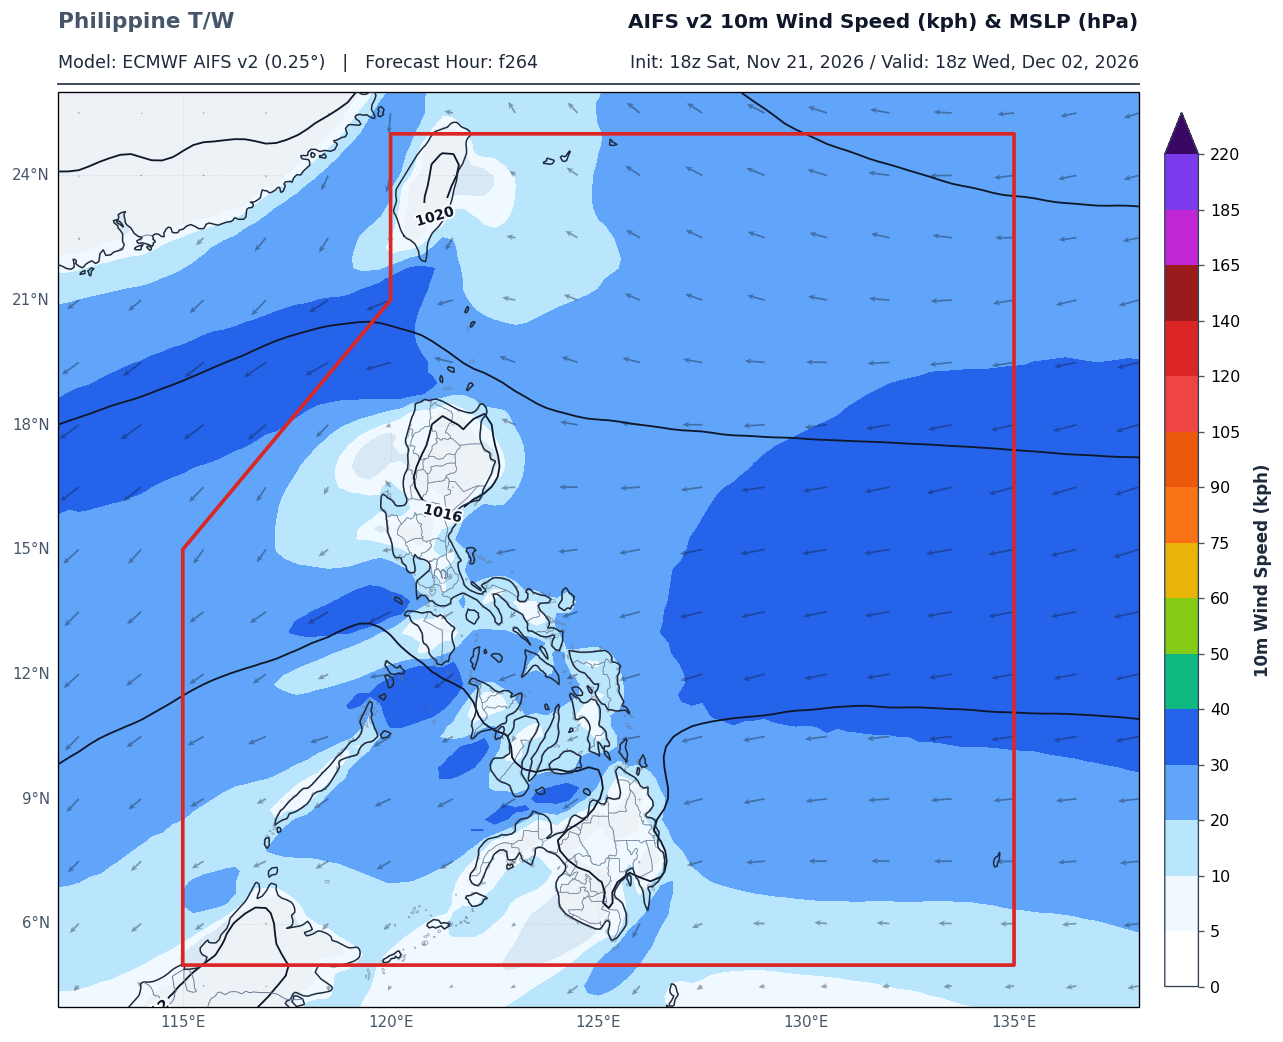 Philippine T/W
AIFS v2 10m Wind Speed (kph) & MSLP (hPa)
Model: ECMWF AIFS v2 (0.25°) | Forecast Hour: f264
Init: 18z Sat, Nov 21, 2026 / Valid: 18z Wed, Dec 02, 2026
24°N
21°N
18°N
15°N
12°N
9°N
6°N
115°E
120°E
125°E
130°E
135°E
1020
1016
220
185
165
140
120
105
90
75
60
50
40
30
20
10
5
0
10m Wind Speed (kph)